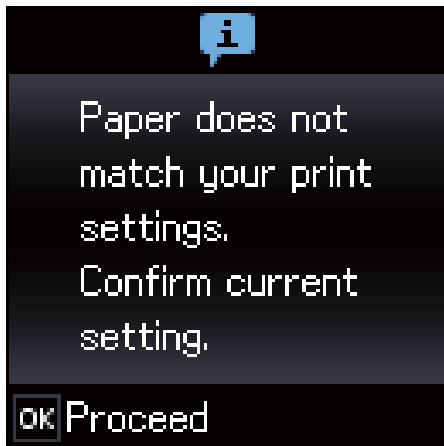 i
Paper does not
match your print
settings.
Confirm current
setting.
OK Proceed